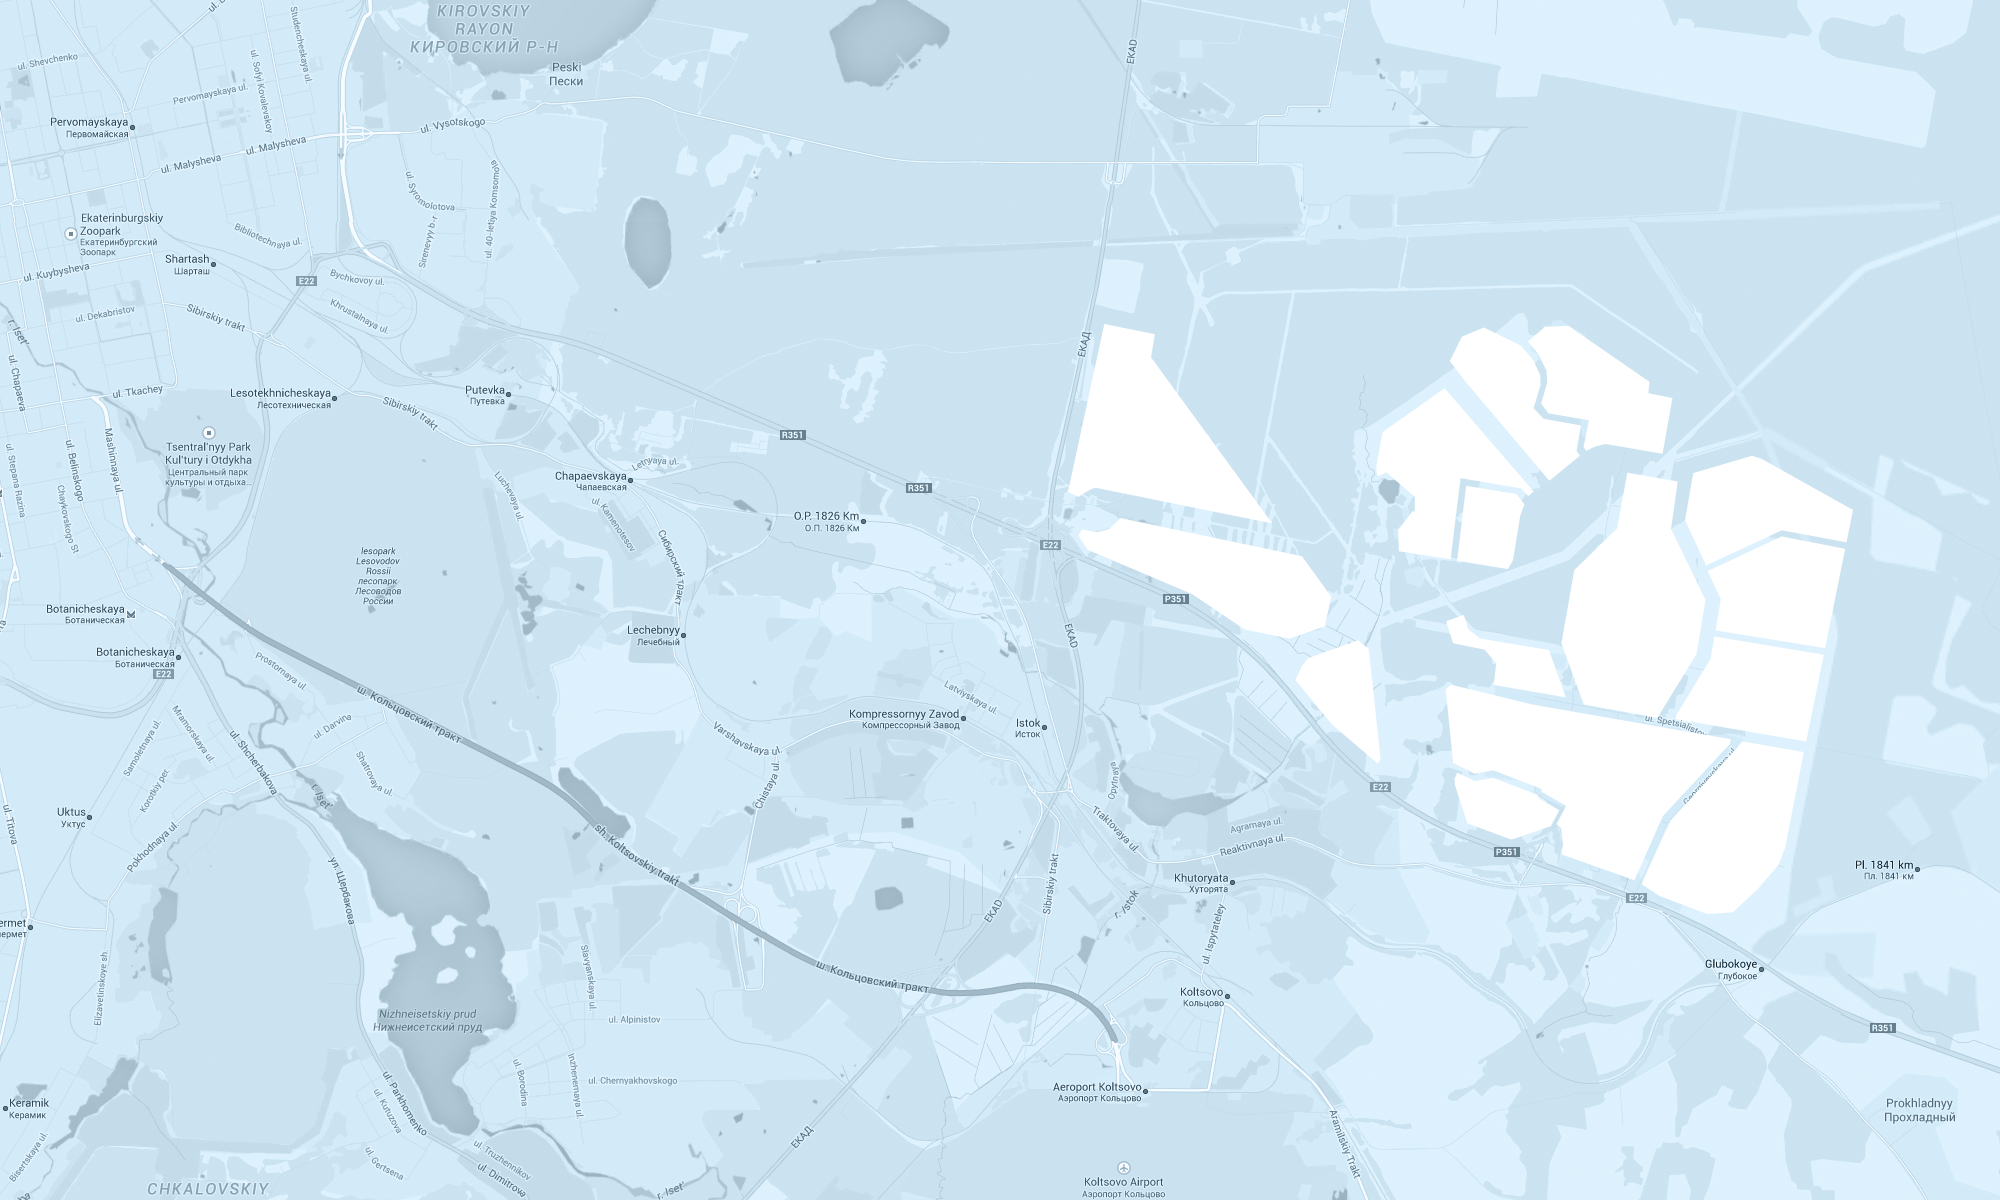 KIROVSKIY
RAYON
КИРОВСКИЙ Р-Н
Peski
Пески
EKAD
ul. Shevchenko
Studencheskaya ul.
ul. Sofyi Kovalevskoy
Pervomayskaya ul.
Pervomayskaya
Первомайская
ul. Vysotskogo
ul. Malysheva
ul. Malysheva
ul. Syromolotova
Sirenevyy b-r
ul. 40-letiya Komsomola
Ekaterinburgskiy
Zoopark
Екатеринбургский
Зоопарк
Bibliotechnaya ul.
Shartash
Шарташ
ul. Kuybysheva
E22
Bychkovoy ul.
Khrustalnaya ul.
ul. Dekabristov
Sibirskiy trakt
r. Iset'
ul. Chapaeva
ul. Tkachey
Lesotekhnicheskaya
Лесотехническая
Putevka
Путевка
Sibirskiy trakt
ЕКАД
R351
Mashinnaya ul.
ul. Belinskogo
ul. Stepana Razina
Chaykovskogo St
Tsentral'nyy Park
Kul'tury i Otdykha
Центральный парк
культуры и отдыха...
Letnyaya ul.
Chapaevskaya
Чапаевская
Luchevaya ul.
ul. Kamenotesov
R351
O.P. 1826 Km
О.П. 1826 Км
E22
Сибирский тракт
lesopark
Lesovodov
Rossii
лесопарк
Лесоводов
России
P351
Botanicheskaya
Ботаническая
Lechebnyy
Лечебный
EKAD
Botanicheskaya
Ботаническая
E22
Prostornaya ul.
ш. Кольцовский тракт
Latviyskaya ul.
Kompressornyy Zavod
Компрессорный Завод
Istok
Исток
ul. Spetsialistov
Mramorskaya ul.
ul. Darvina
Samoletnaya ul.
ul. Shcherbakova
Shatrovaya ul.
Varshavskaya ul.
Chistaya ul.
Opytnaya
Korotkiy per.
r. Iset'
E22
Uktus
Уктус
ul. Titova
Pokhodnaya ul.
sh. Koltsovskiy trakt
Traktovaya ul.
Agrarnaya ul.
Reaktivnaya ul.
P351
ул. Щербакова
Sibirskiy trakt
Khutoryata
Хуторята
Pl. 1841 km
Пл. 1841 км
E22
EKAD
r. Istok
ermet
ермет
Elizavetinskoye sh.
Slavyanskaya ul.
ul. Ispytateley
ш. Кольцовский тракт
Glubokoye
Глубокое
Koltsovo
Кольцово
Nizhneisetskiy prud
Нижнеисетский пруд
ul. Alpinistov
R351
ul. Borodina
Inzhenernaya ul.
ul. Chernyakhovskogo
Aeroport Koltsovo
Аэропорт Кольцово
ul. Parkhomenko
ul. Kutuzova
Keramik
Керамик
Prokhladnyy
Прохладный
Aramilskiy Trakt
ЕКАД
Bisertskaya ul.
ul. Gertsena
ul. Truzhennikov
ul. Dimitrova
r. Iset'
CHKALOVSKIY
Koltsovo Airport
Аэропорт Кольцово